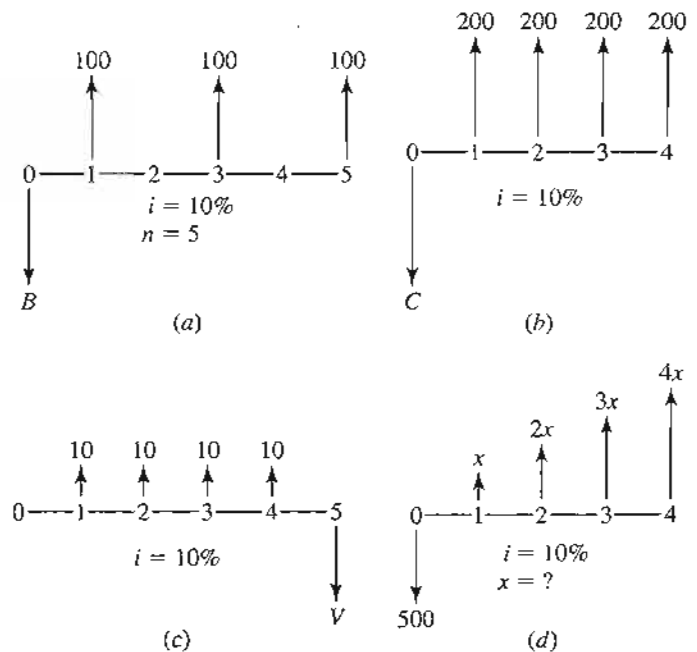 100 100 100
0 1 2 3 4 5
i = 10%
n = 5
B
(a)
200 200 200 200
0 1 2 3 4
i = 10%
C
(b)
10 10 10 10
0 1 2 3 4 5
i = 10%
V
(c)
4x
3x
2x
x
0 1 2 3 4
i = 10%
x = ?
500
(d)